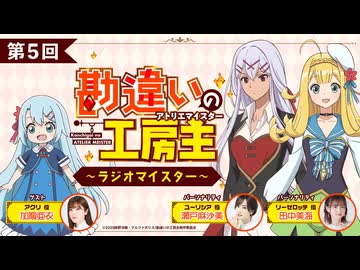 第5回
勘違いの
アトリエマイスター
Kanchigai no
ATELIER MEISTER
工房主
～ラジオマイスター～
ゲスト
アクリ 役
加隈亜衣
パーソナリティ
ユーリシア 役
瀬戸麻沙美
パーソナリティ
リーゼロッテ 役
田中美海